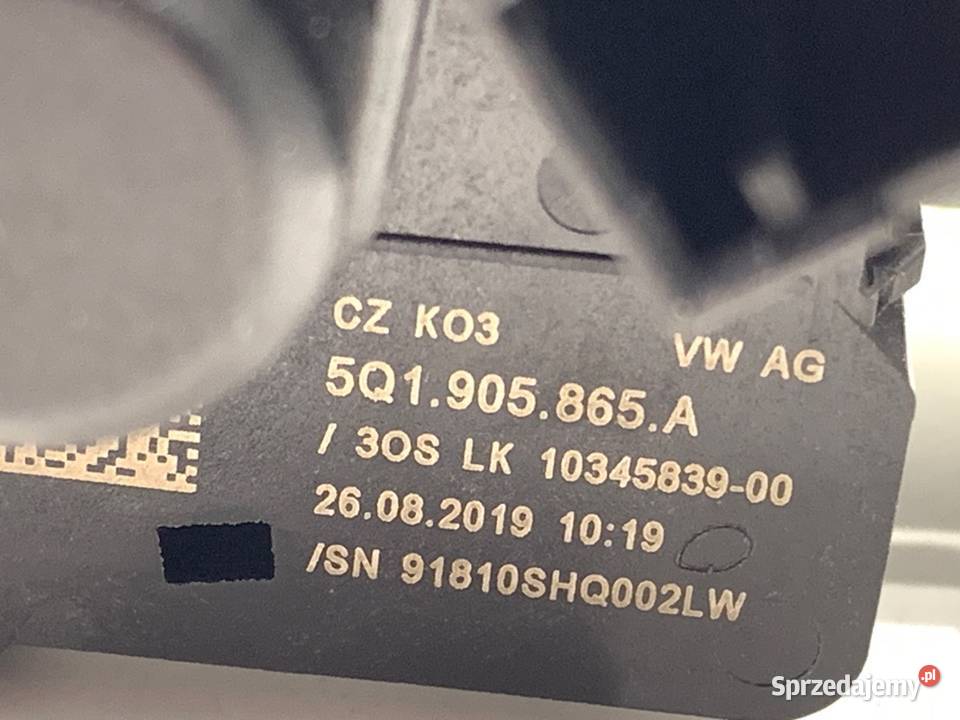 CZ KO3
VW AG
5Q1.905.865.A
/ 3OS LK 10345839-00
26.08.2019 10:19
/SN 91810SHQ002LW
Sprzedajemy.pl